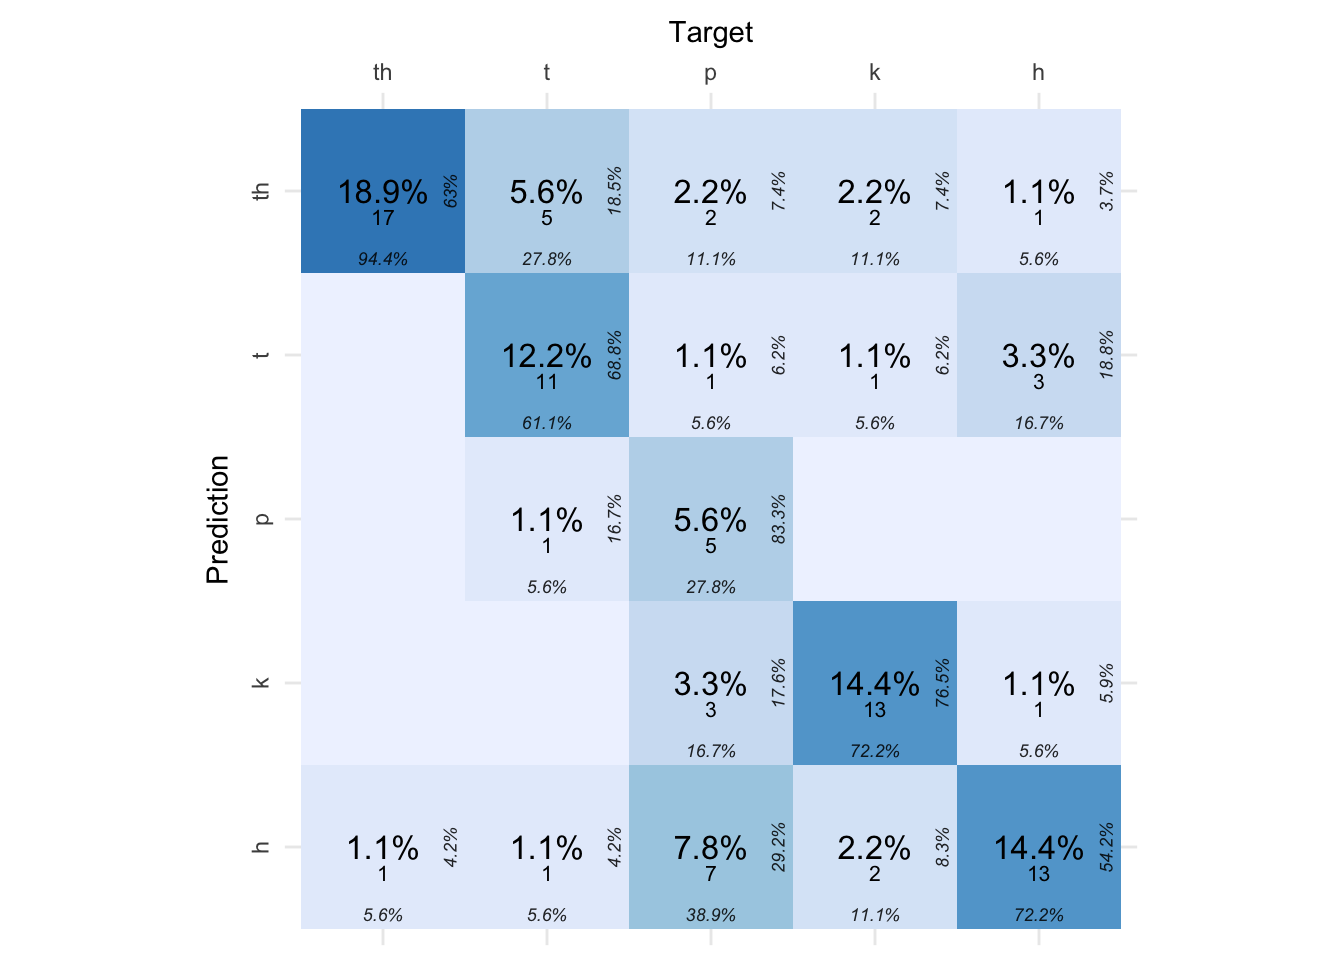 Target
th t p k h
th
18.9% 63% 5.6% 18.5% 2.2% 7.4% 2.2% 7.4% 1.1% 3.7%
17 5 2 2 1
94.4% 27.8% 11.1% 11.1% 5.6%
t
12.2% 68.8% 1.1% 6.2% 1.1% 6.2% 3.3% 18.8%
11 1 1 3
61.1% 5.6% 5.6% 16.7%
Prediction
p
1.1% 16.7% 5.6% 83.3%
1 5
5.6% 27.8%
k
3.3% 17.6% 14.4% 76.5% 1.1% 5.9%
3 13 1
16.7% 72.2% 5.6%
h
1.1% 4.2% 1.1% 4.2% 7.8% 29.2% 2.2% 8.3% 14.4% 54.2%
1 1 7 2 13
5.6% 5.6% 38.9% 11.1% 72.2%